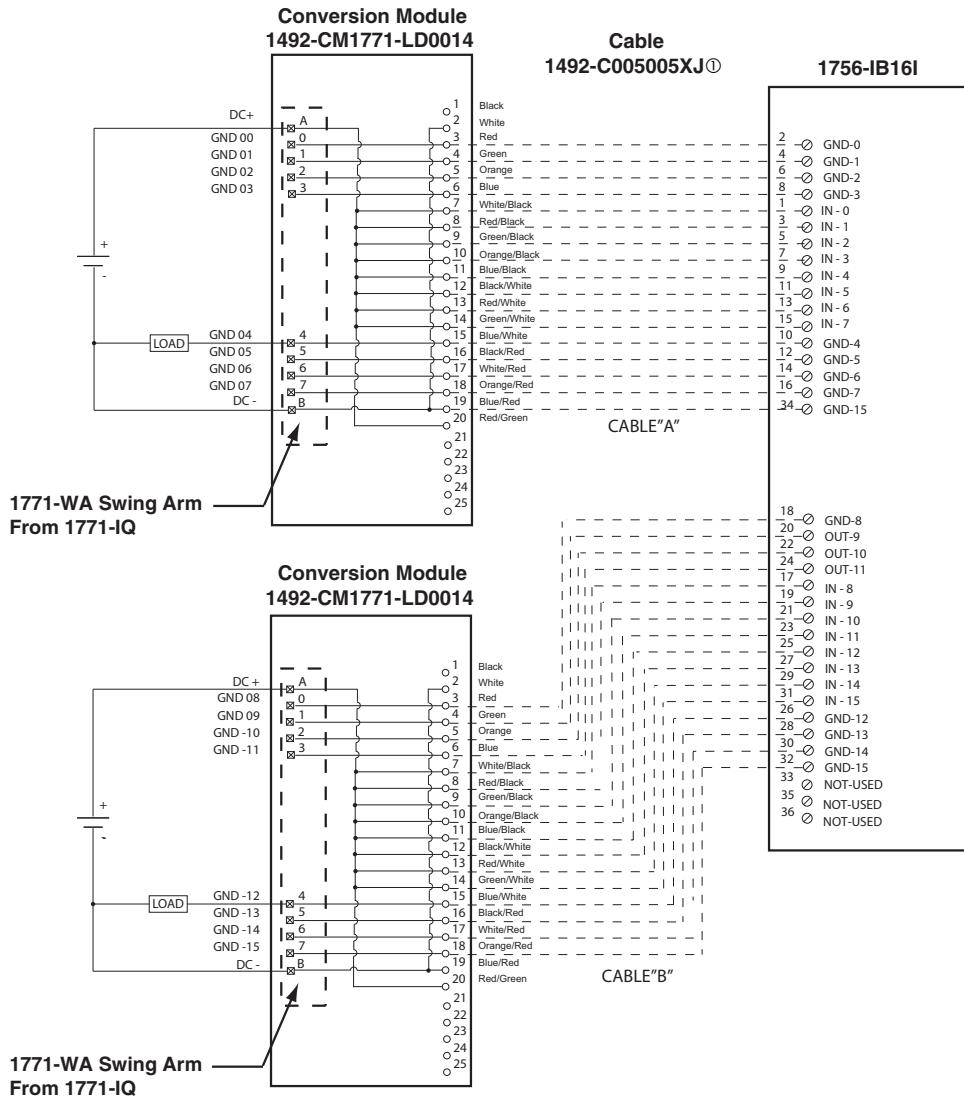 Conversion Module
1492-CM1771-LD0014
Cable
1492-C005005XJ①
1756-IB16I
DC+
GND 00
GND 01
GND 02
GND 03
A
0
1
2
3
+
-
LOAD
GND 04
GND 05
GND 06
GND 07
DC -
4
5
6
7
B
1 Black
2 White
3 Red
4 Green
5 Orange
6 Blue
7 White/Black
8 Red/Black
9 Green/Black
10 Orange/Black
11 Blue/Black
12 Black/White
13 Red/White
14 Green/White
15 Blue/White
16 Black/Red
17 White/Red
18 Orange/Red
19 Blue/Red
20 Red/Green
21
22
23
24
25
CABLE"A"
2 GND-0
4 GND-1
6 GND-2
8 GND-3
1 IN - 0
3 IN - 1
5 IN - 2
7 IN - 3
9 IN - 4
11 IN - 5
13 IN - 6
15 IN - 7
10 GND-4
12 GND-5
14 GND-6
16 GND-7
34 GND-15
1771-WA Swing Arm
From 1771-IQ
18 GND-8
20 OUT-9
22 OUT-10
24 OUT-11
17 IN - 8
19 IN - 9
21 IN - 10
23 IN - 11
25 IN - 12
27 IN - 13
29 IN - 14
31 IN - 15
26 GND-12
28 GND-13
30 GND-14
32 GND-15
33 NOT-USED
35 NOT-USED
36 NOT-USED
Conversion Module
1492-CM1771-LD0014
DC +
GND 08
GND 09
GND -10
GND -11
A
0
1
2
3
+
-
LOAD
GND -12
GND -13
GND -14
GND -15
DC -
4
5
6
7
B
1 Black
2 White
3 Red
4 Green
5 Orange
6 Blue
7 White/Black
8 Red/Black
9 Green/Black
10 Orange/Black
11 Blue/Black
12 Black/White
13 Red/White
14 Green/White
15 Blue/White
16 Black/Red
17 White/Red
18 Orange/Red
19 Blue/Red
20 Red/Green
21
22
23
24
25
CABLE"B"
1771-WA Swing Arm
From 1771-IQ